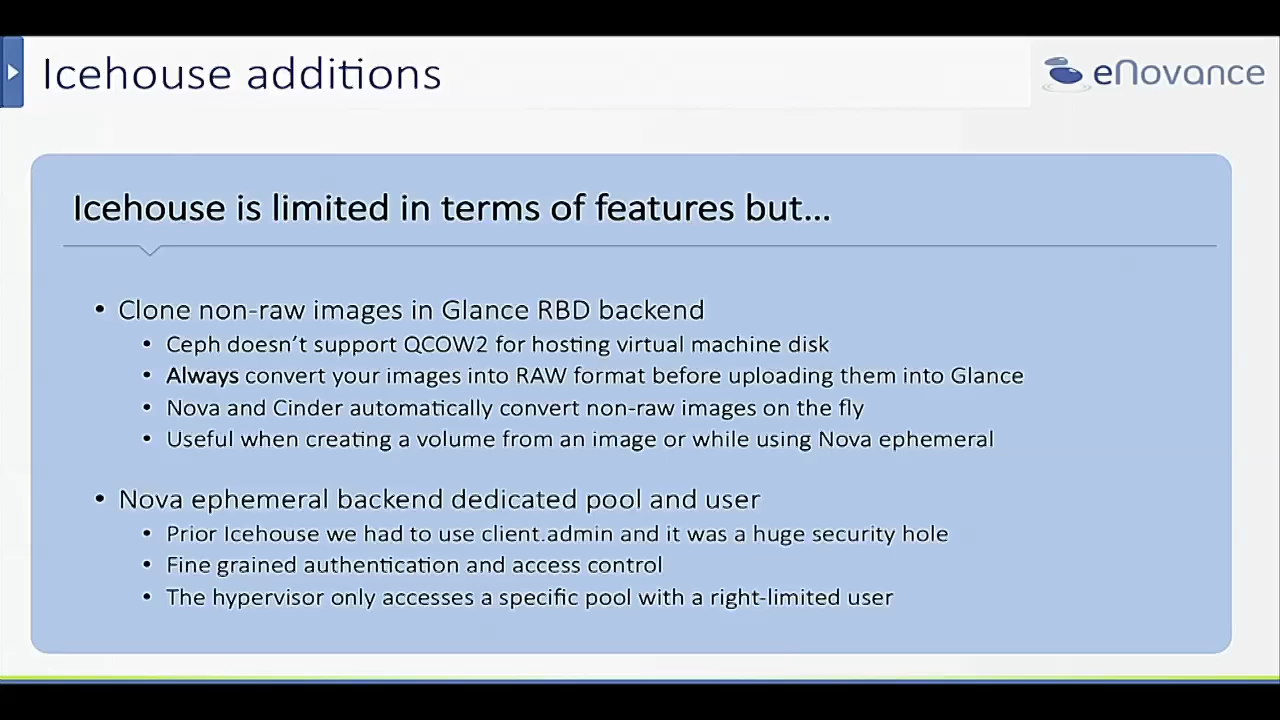 Icehouse additions
eNovance
Icehouse is limited in terms of features but...
• Clone non-raw images in Glance RBD backend
• Ceph doesn't support QCOW2 for hosting virtual machine disk
• Always convert your images into RAW format before uploading them into Glance
• Nova and Cinder automatically convert non-raw images on the fly
• Useful when creating a volume from an image or while using Nova ephemeral
• Nova ephemeral backend dedicated pool and user
• Prior Icehouse we had to use client.admin and it was a huge security hole
• Fine grained authentication and access control
• The hypervisor only accesses a specific pool with a right-limited user